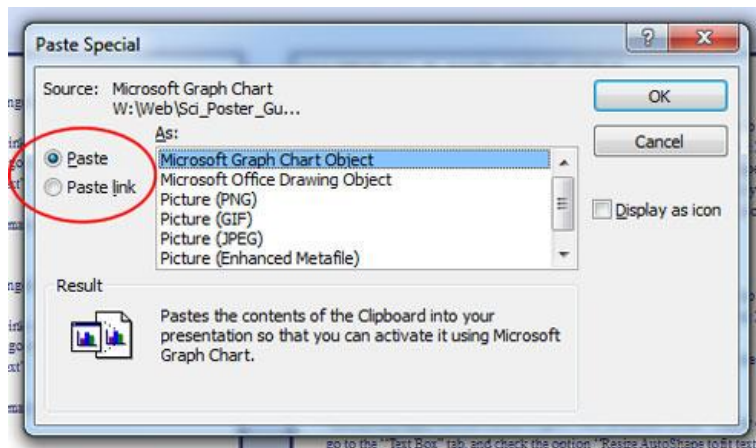 Paste Special
Source: Microsoft Graph Chart
W:\Web\Sci_Poster_Gu...
As:
Paste
Paste link
Microsoft Graph Chart Object
Microsoft Office Drawing Object
Picture (PNG)
Picture (GIF)
Picture (JPEG)
Picture (Enhanced Metafile)
OK
Cancel
Display as icon
Result
Pastes the contents of the Clipboard into your
presentation so that you can activate it using Microsoft
Graph Chart.
go to the "Text Box" tab, and check the option "Resize AutoShape to fit text